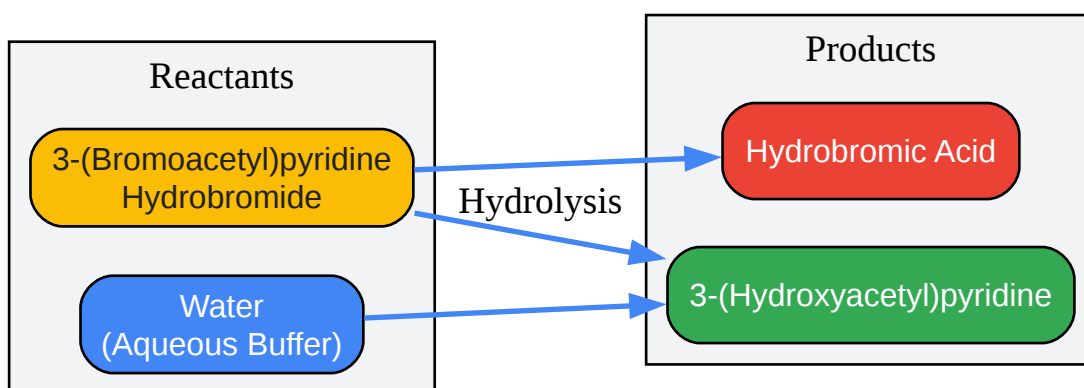 Reactants
3-(Bromoacetyl)pyridine
Hydrobromide
Water
(Aqueous Buffer)
Hydrolysis
Products
Hydrobromic Acid
3-(Hydroxyacetyl)pyridine